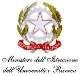 Ministero dell'Istruzione
dell'Università e Ricerca